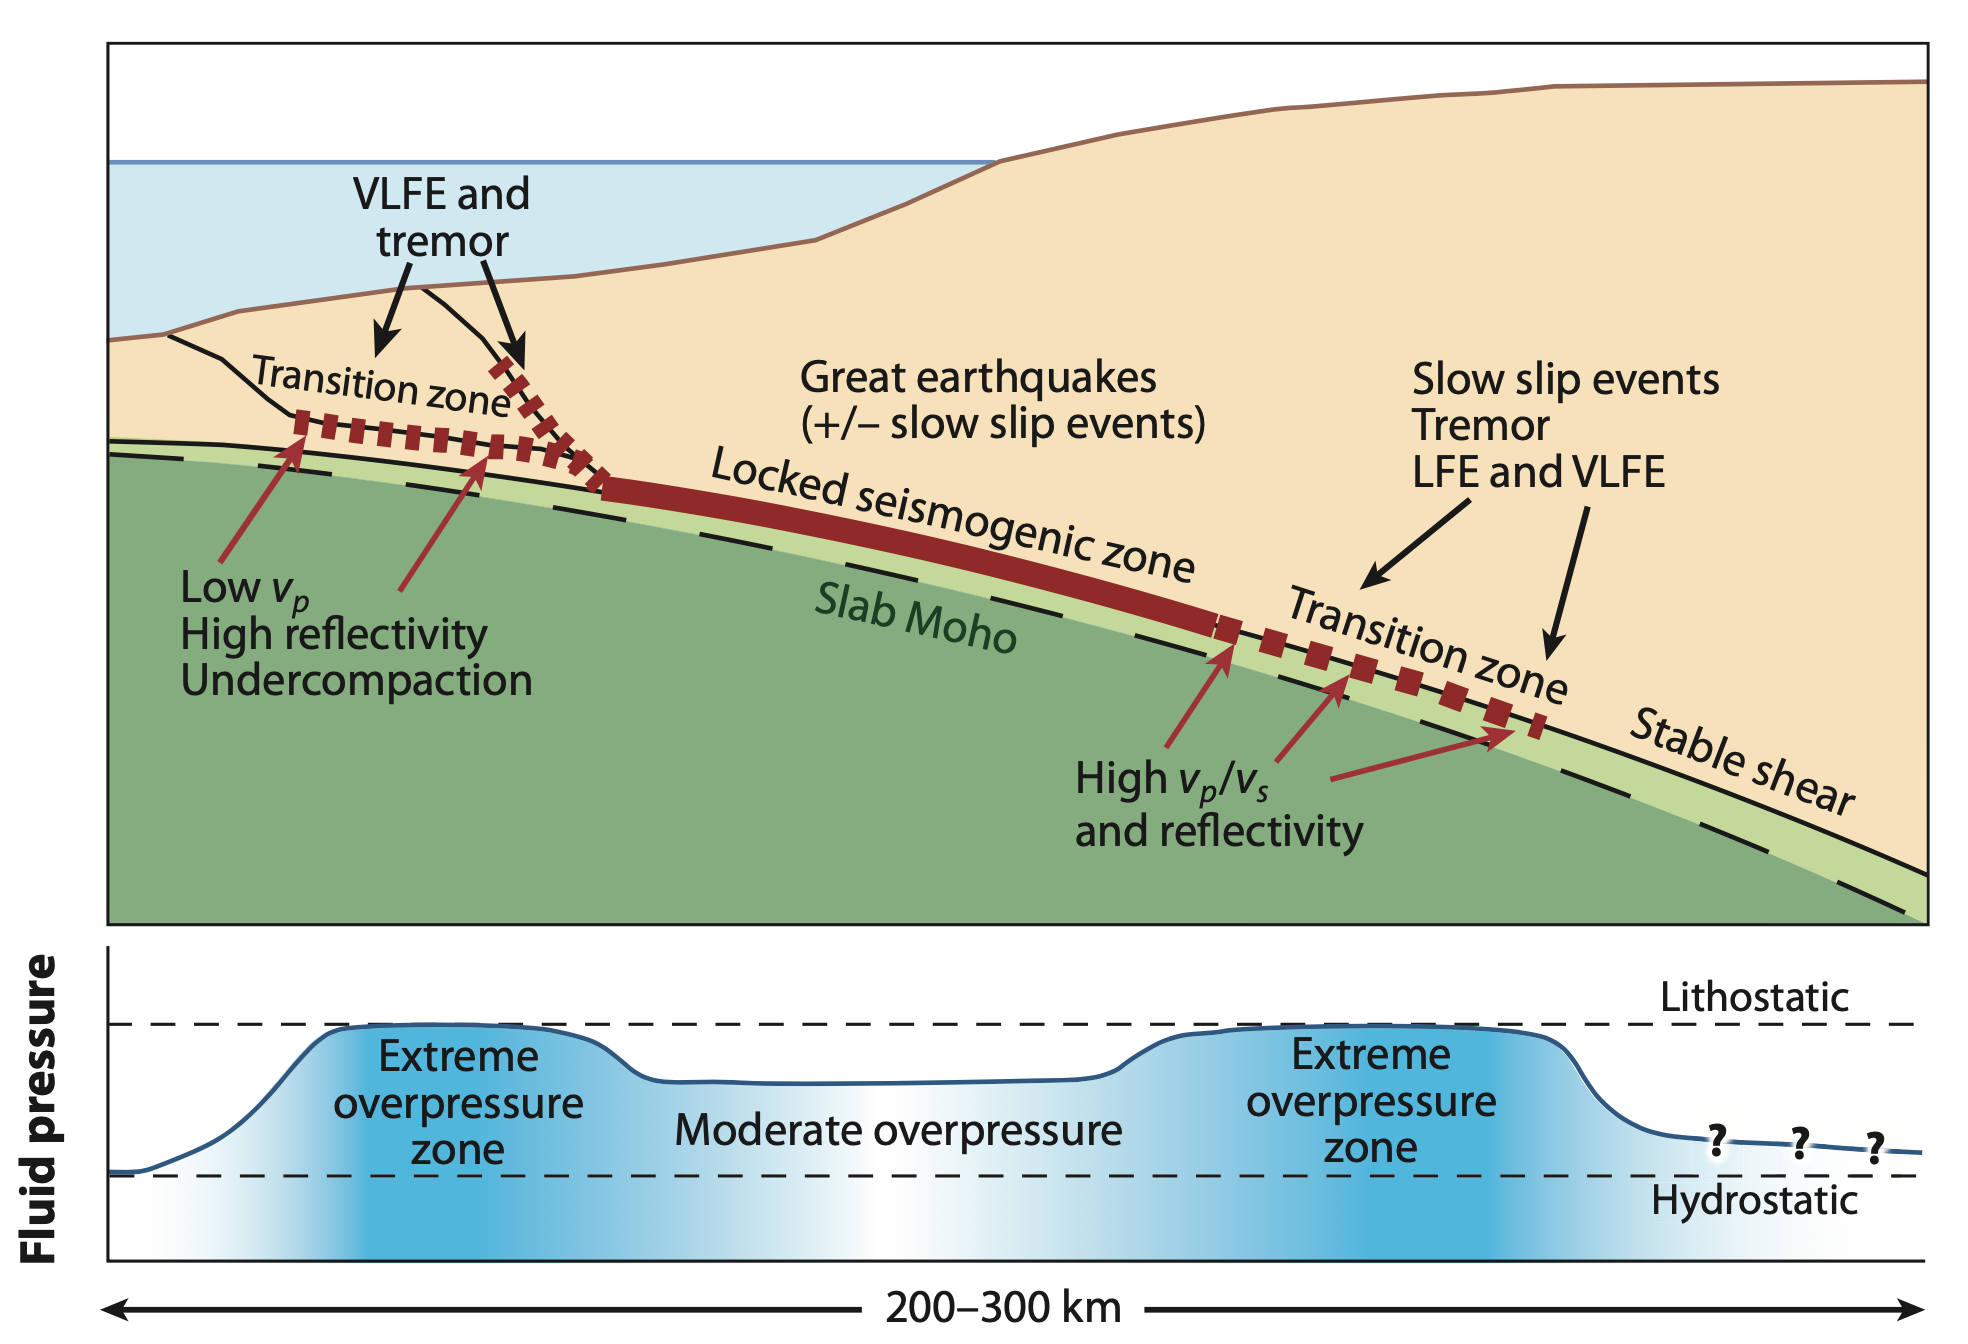 VLFE and
tremor
Transition zone
Great earthquakes
(+/– slow slip events)
Slow slip events
Tremor
LFE and VLFE
Locked seismogenic zone
Transition zone
Stable shear
Slab Moho
Low vp
High reflectivity
Undercompaction
High vp/vs
and reflectivity
Fluid pressure
Lithostatic
Extreme
overpressure
zone
Moderate overpressure
Extreme
overpressure
zone
? ? ?
Hydrostatic
200–300 km